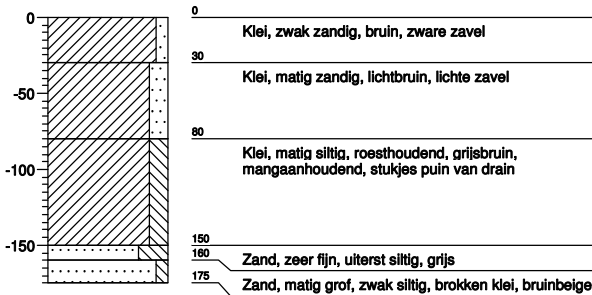 0
0
Klei, zwak zandig, bruin, zware zavel
30
Klei, matig zandig, lichtbruin, lichte zavel
-50
80
Klei, matig siltig, roesthoudend, grijsbruin,
mangaanhoudend, stukjes puin van drain
-100
-150
150
160
Zand, zeer fijn, uiterst siltig, grijs
175
Zand, matig grof, zwak siltig, brokken klei, bruinbeige